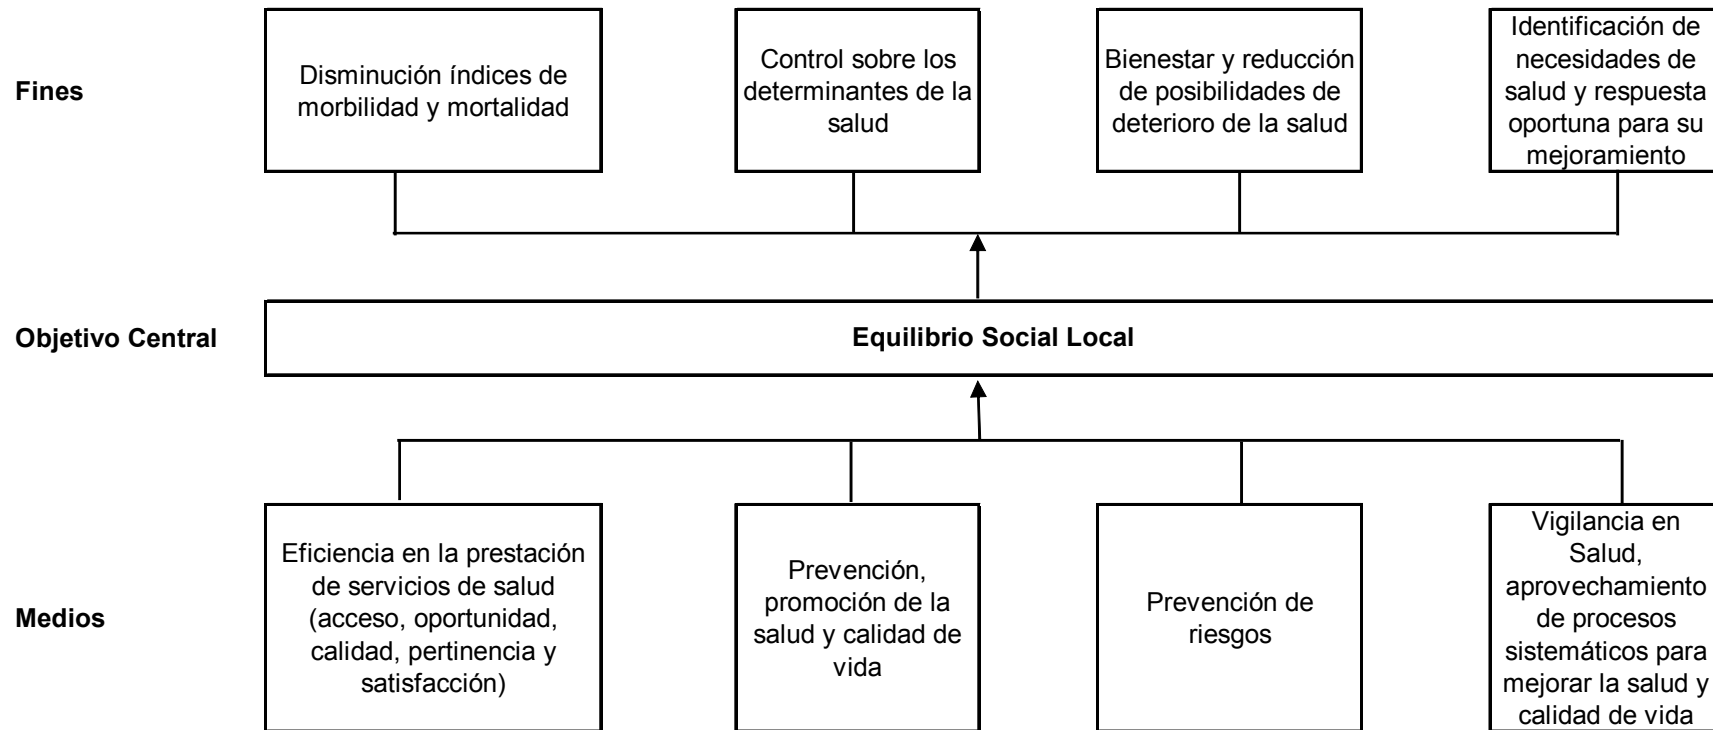 Fines
Disminución índices de
morbilidad y mortalidad
Control sobre los
determinantes de la
salud
Bienestar y reducción
de posibilidades de
deterioro de la salud
Identificación de
necesidades de
salud y respuesta
oportuna para su
mejoramiento
Objetivo Central
Equilibrio Social Local
Medios
Eficiencia en la prestación
de servicios de salud
(acceso, oportunidad,
calidad, pertinencia y
satisfacción)
Prevención,
promoción de la
salud y calidad de
vida
Prevención de
riesgos
Vigilancia en
Salud,
aprovechamiento
de procesos
sistemáticos para
mejorar la salud y
calidad de vida